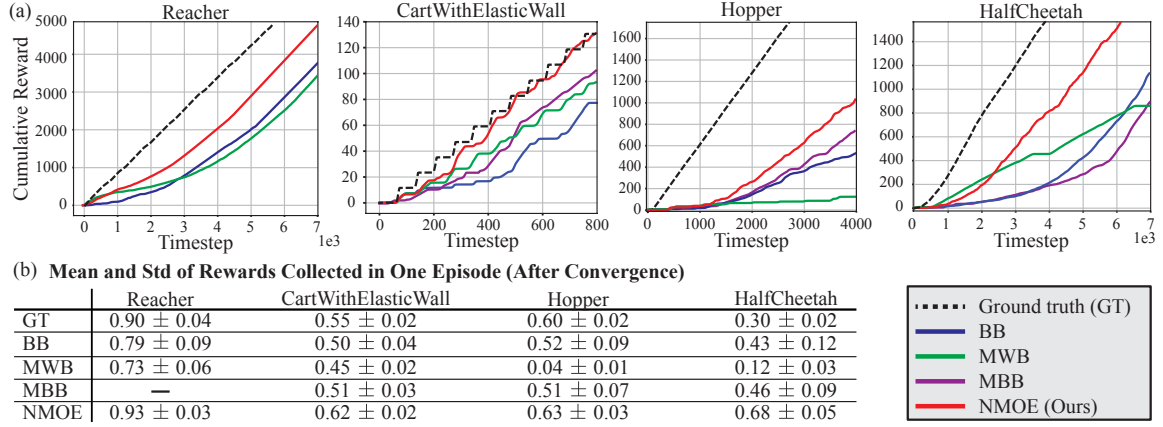 (a)
Reacher
CartWithElasticWall
Hopper
HalfCheetah
Cumulative Reward
5000
4000
3000
2000
1000
0
0 1 2 3 4 5 6 7
Timestep 1e3
140
120
100
80
60
40
20
0
0 200 400 600 800
Timestep
1600
1400
1200
1000
800
600
400
200
0
0 1000 2000 3000 4000
Timestep
1400
1200
1000
800
600
400
200
0
0 1 2 3 4 5 6 7
Timestep 1e3
(b) Mean and Std of Rewards Collected in One Episode (After Convergence)
Reacher CartWithElasticWall Hopper HalfCheetah
GT 0.90 ± 0.04 0.55 ± 0.02 0.60 ± 0.02 0.30 ± 0.02
BB 0.79 ± 0.09 0.50 ± 0.04 0.52 ± 0.09 0.43 ± 0.12
MWB 0.73 ± 0.06 0.45 ± 0.02 0.04 ± 0.01 0.12 ± 0.03
MBB — 0.51 ± 0.03 0.51 ± 0.07 0.46 ± 0.09
NMOE 0.93 ± 0.03 0.62 ± 0.02 0.63 ± 0.03 0.68 ± 0.05
Ground truth (GT)
BB
MWB
MBB
NMOE (Ours)